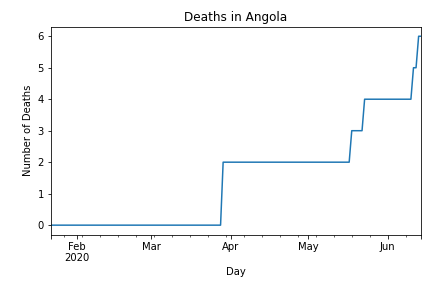 Deaths in Angola
Number of Deaths
6
5
4
3
2
1
0
Feb
2020
Mar
Apr
May
Jun
Day